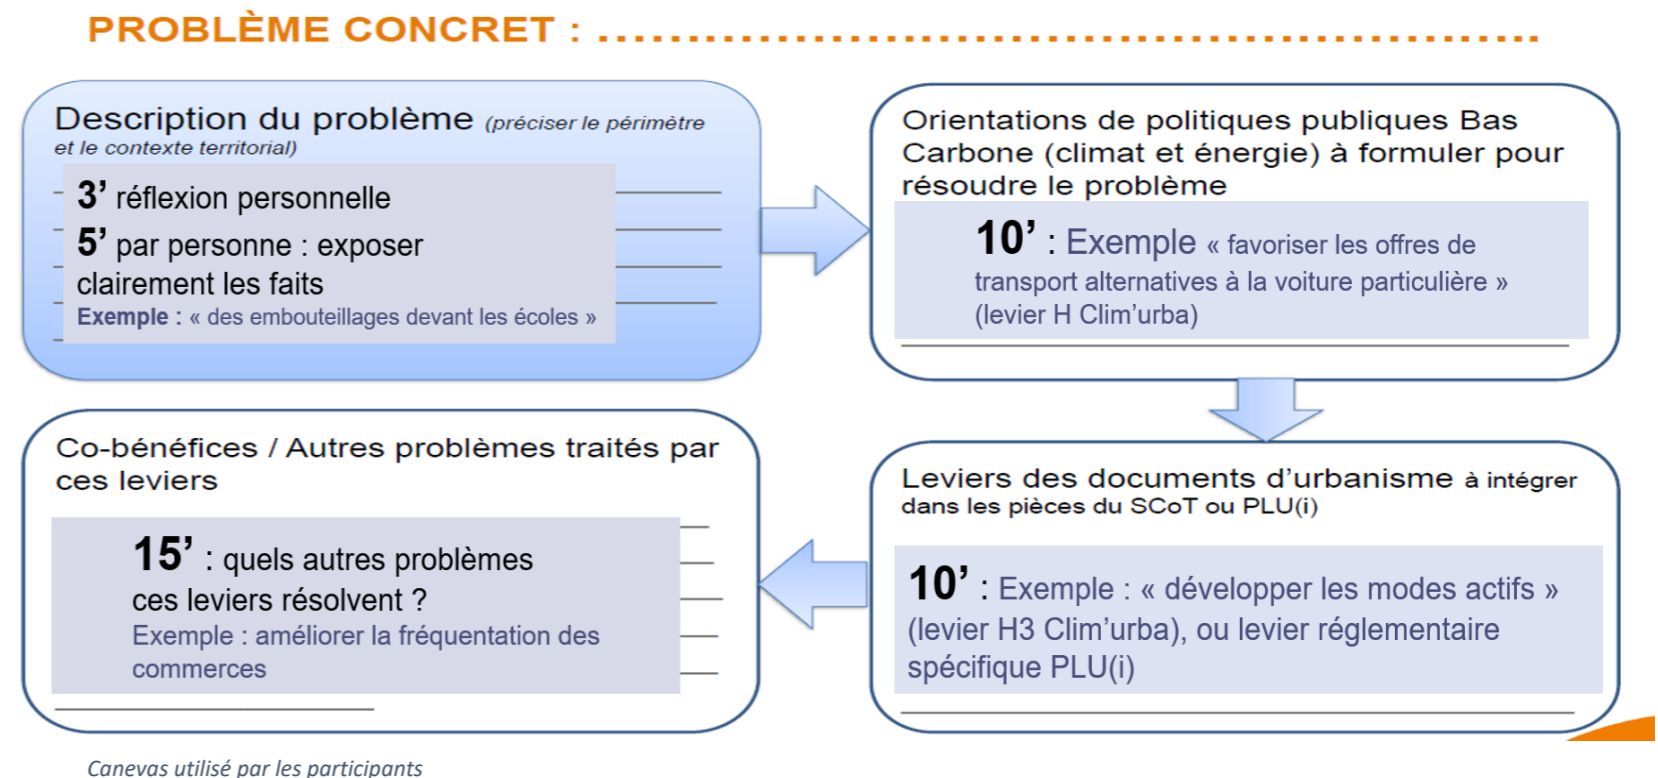 PROBLÈME CONCRET : ........................................................
Description du problème (préciser le périmètre
et le contexte territorial)
3’ réflexion personnelle
5’ par personne : exposer
clairement les faits
Exemple : « des embouteillages devant les écoles »
Orientations de politiques publiques Bas
Carbone (climat et énergie) à formuler pour
résoudre le problème
10’ : Exemple « favoriser les offres de
transport alternatives à la voiture particulière »
(levier H Clim’urba)
Leviers des documents d’urbanisme à intégrer
dans les pièces du SCoT ou PLU(i)
10’ : Exemple : « développer les modes actifs »
(levier H3 Clim’urba), ou levier réglementaire
spécifique PLU(i)
Co-bénéfices / Autres problèmes traités par
ces leviers
15’ : quels autres problèmes
ces leviers résolvent ?
Exemple : améliorer la fréquentation des
commerces
Canevas utilisé par les participants